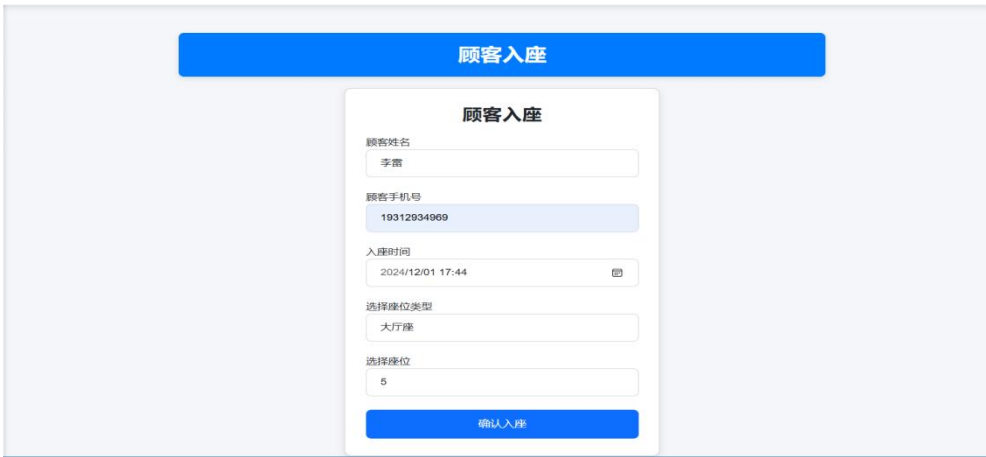 顾客入座
顾客入座
顾客姓名
李雷
顾客手机号
19312934969
入座时间
2024/12/01 17:44
选择座位类型
大厅座
选择座位
5
确认入座